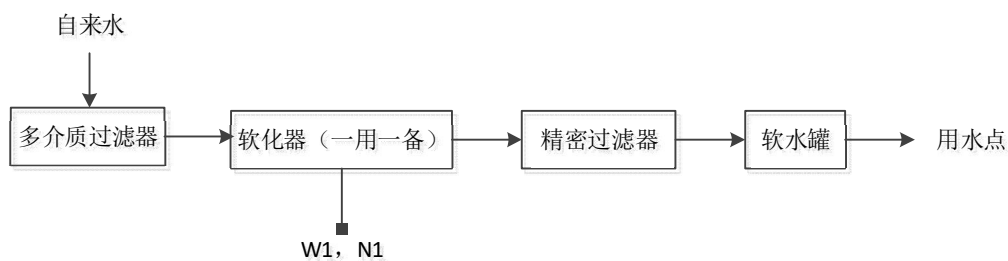 自来水
多介质过滤器
软化器（一用一备）
精密过滤器
软水罐
用水点
W1，N1